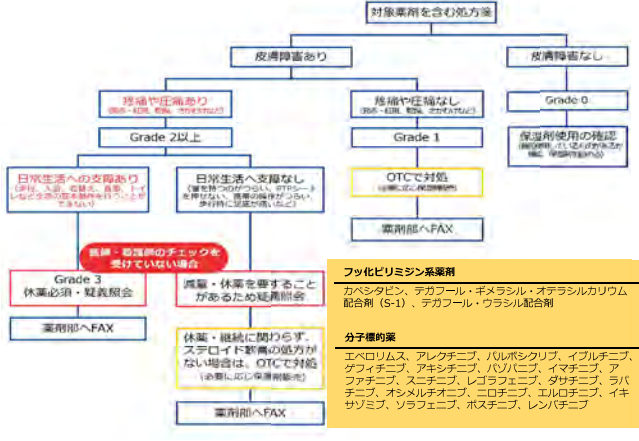 対象薬剤を含む処方箋
皮膚障害あり
皮膚障害なし
疼痛や圧痛あり
疼痛や圧痛なし
Grade 0
Grade 2以上
Grade 1
保湿剤使用の確認
日常生活への支障あり
日常生活へ支障なし
OTCで対処
薬剤部へFAX
医師・看護師のチェックを
受けていない場合
Grade 3
休薬必須・疑義照会
減量・休薬を要すること
があるため疑義照会
薬剤部へFAX
休薬・継続に関わらず、
ステロイド軟膏の処方が
ない場合は、OTCで対処
（必要に応じ保湿剤販売）
薬剤部へFAX
フッ化ピリミジン系薬剤
カペシタビン、テガフール・ギメラシル・オテラシルカリウム
配合剤（S-1）、テガフール・ウラシル配合剤
分子標的薬
エベロリムス、アレクチニブ、パルボシクリブ、イブルチニブ、
ゲフィチニブ、アキシチニブ、パゾパニブ、イマチニブ、ア
ファチニブ、スニチニブ、レゴラフェニブ、ダサチニブ、ラパ
チニブ、オシメルチオニブ、ニロチニブ、エルロチニブ、イキ
サゾミブ、ソラフェニブ、ボスチニブ、レンバチニブ